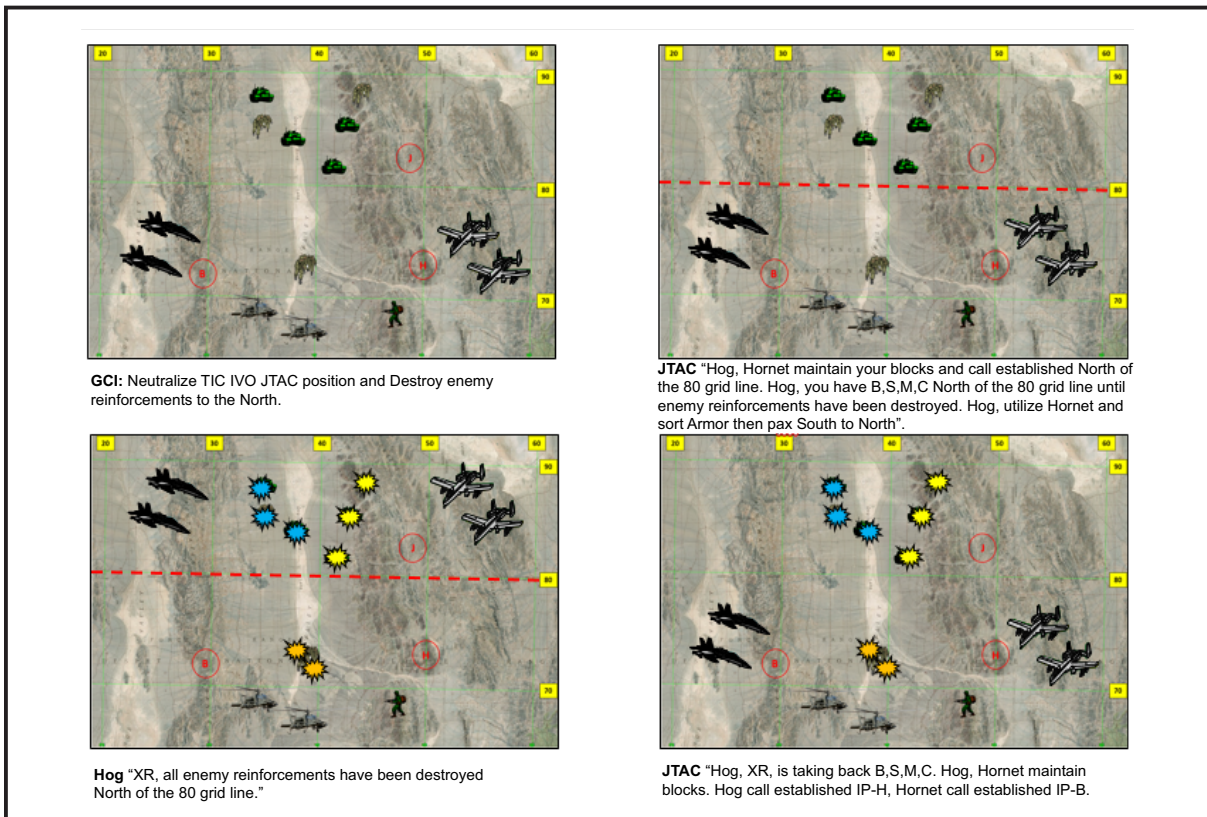 20 30 40 50 60
90
80
J
B
H
70
GCI: Neutralize TIC IVO JTAC position and Destroy enemy
reinforcements to the North.
20 30 40 50 60
90
80
J
B
H
70
JTAC “Hog, Hornet maintain your blocks and call established North of
the 80 grid line. Hog, you have B,S,M,C North of the 80 grid line until
enemy reinforcements have been destroyed. Hog, utilize Hornet and
sort Armor then pax South to North”.
20 30 40 50 60
90
J
80
B
H
70
Hog “XR, all enemy reinforcements have been destroyed
North of the 80 grid line.”
20 30 40 50 60
90
J
80
B
H
70
JTAC “Hog, XR, is taking back B,S,M,C. Hog, Hornet maintain
blocks. Hog call established IP-H, Hornet call established IP-B.